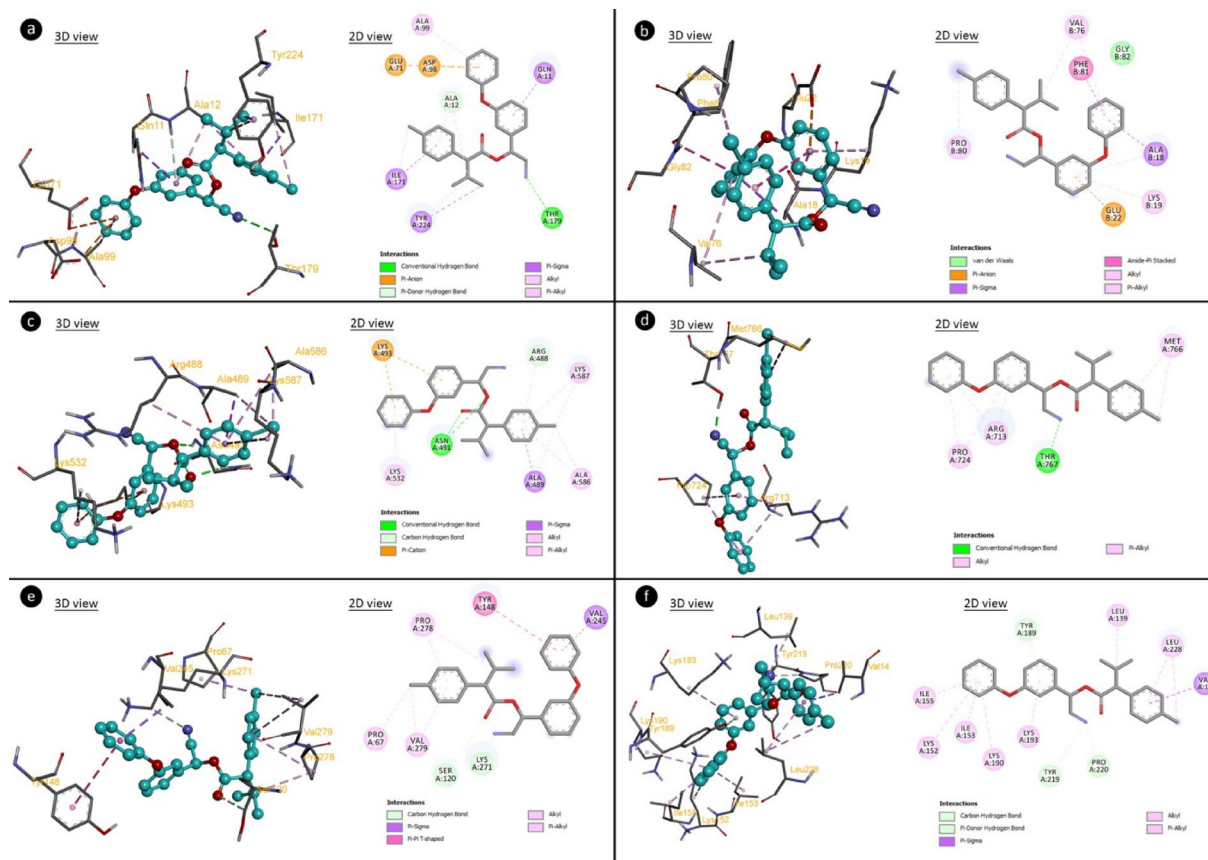 a
3D view
Tyr224
Ala12
Gln11
Ile171
Ala99
Thr179
2D view
ALA
A:99
GLU
A:71
ASP
A:98
GLN
A:11
ALA
A:12
ILE
A:171
TYR
A:224
THR
A:179
Interactions
Conventional Hydrogen Bond
Pi-Anion
Pi-Donor Hydrogen Bond
Pi-Sigma
Alkyl
Pi-Alkyl
b
3D view
Pro80
Gly82
Lys19
Ala18
Val76
2D view
VAL
B:76
GLY
B:82
PHE
B:81
PRO
B:80
ALA
B:18
LYS
B:19
GLU
B:22
Interactions
van der Waals
Pi-Anion
Pi-Sigma
Amide-Pi Stacked
Alkyl
Pi-Alkyl
c
3D view
Ala586
Arg488
Ala489
Lys587
Lys532
Lys493
2D view
LYS
A:493
ARG
A:488
LYS
A:587
ASN
A:491
LYS
A:532
ALA
A:489
ALA
A:586
Interactions
Conventional Hydrogen Bond
Carbon Hydrogen Bond
Pi-Cation
Pi-Sigma
Alkyl
Pi-Alkyl
d
3D view
Met766
Pro724
Arg713
2D view
MET
A:766
ARG
A:713
PRO
A:724
THR
A:767
Interactions
Conventional Hydrogen Bond
Alkyl
Pi-Alkyl
e
3D view
Pro67
Val245
Lys271
Val279
Pro278
2D view
TYR
A:148
VAL
A:245
PRO
A:278
PRO
A:67
VAL
A:279
SER
A:120
LYS
A:271
Interactions
Carbon Hydrogen Bond
Pi-Sigma
Pi-Pi T-shaped
Alkyl
Pi-Alkyl
f
3D view
Leu139
Tyr219
Lys193
Pro220
Val14
Lys190
Tyr189
Leu228
Ile153
Lys152
2D view
LEU
A:139
TYR
A:189
LEU
A:228
ILE
A:155
LYS
A:152
ILE
A:153
LYS
A:190
LYS
A:193
TYR
A:219
PRO
A:220
Interactions
Carbon Hydrogen Bond
Pi-Donor Hydrogen Bond
Pi-Sigma
Alkyl
Pi-Alkyl